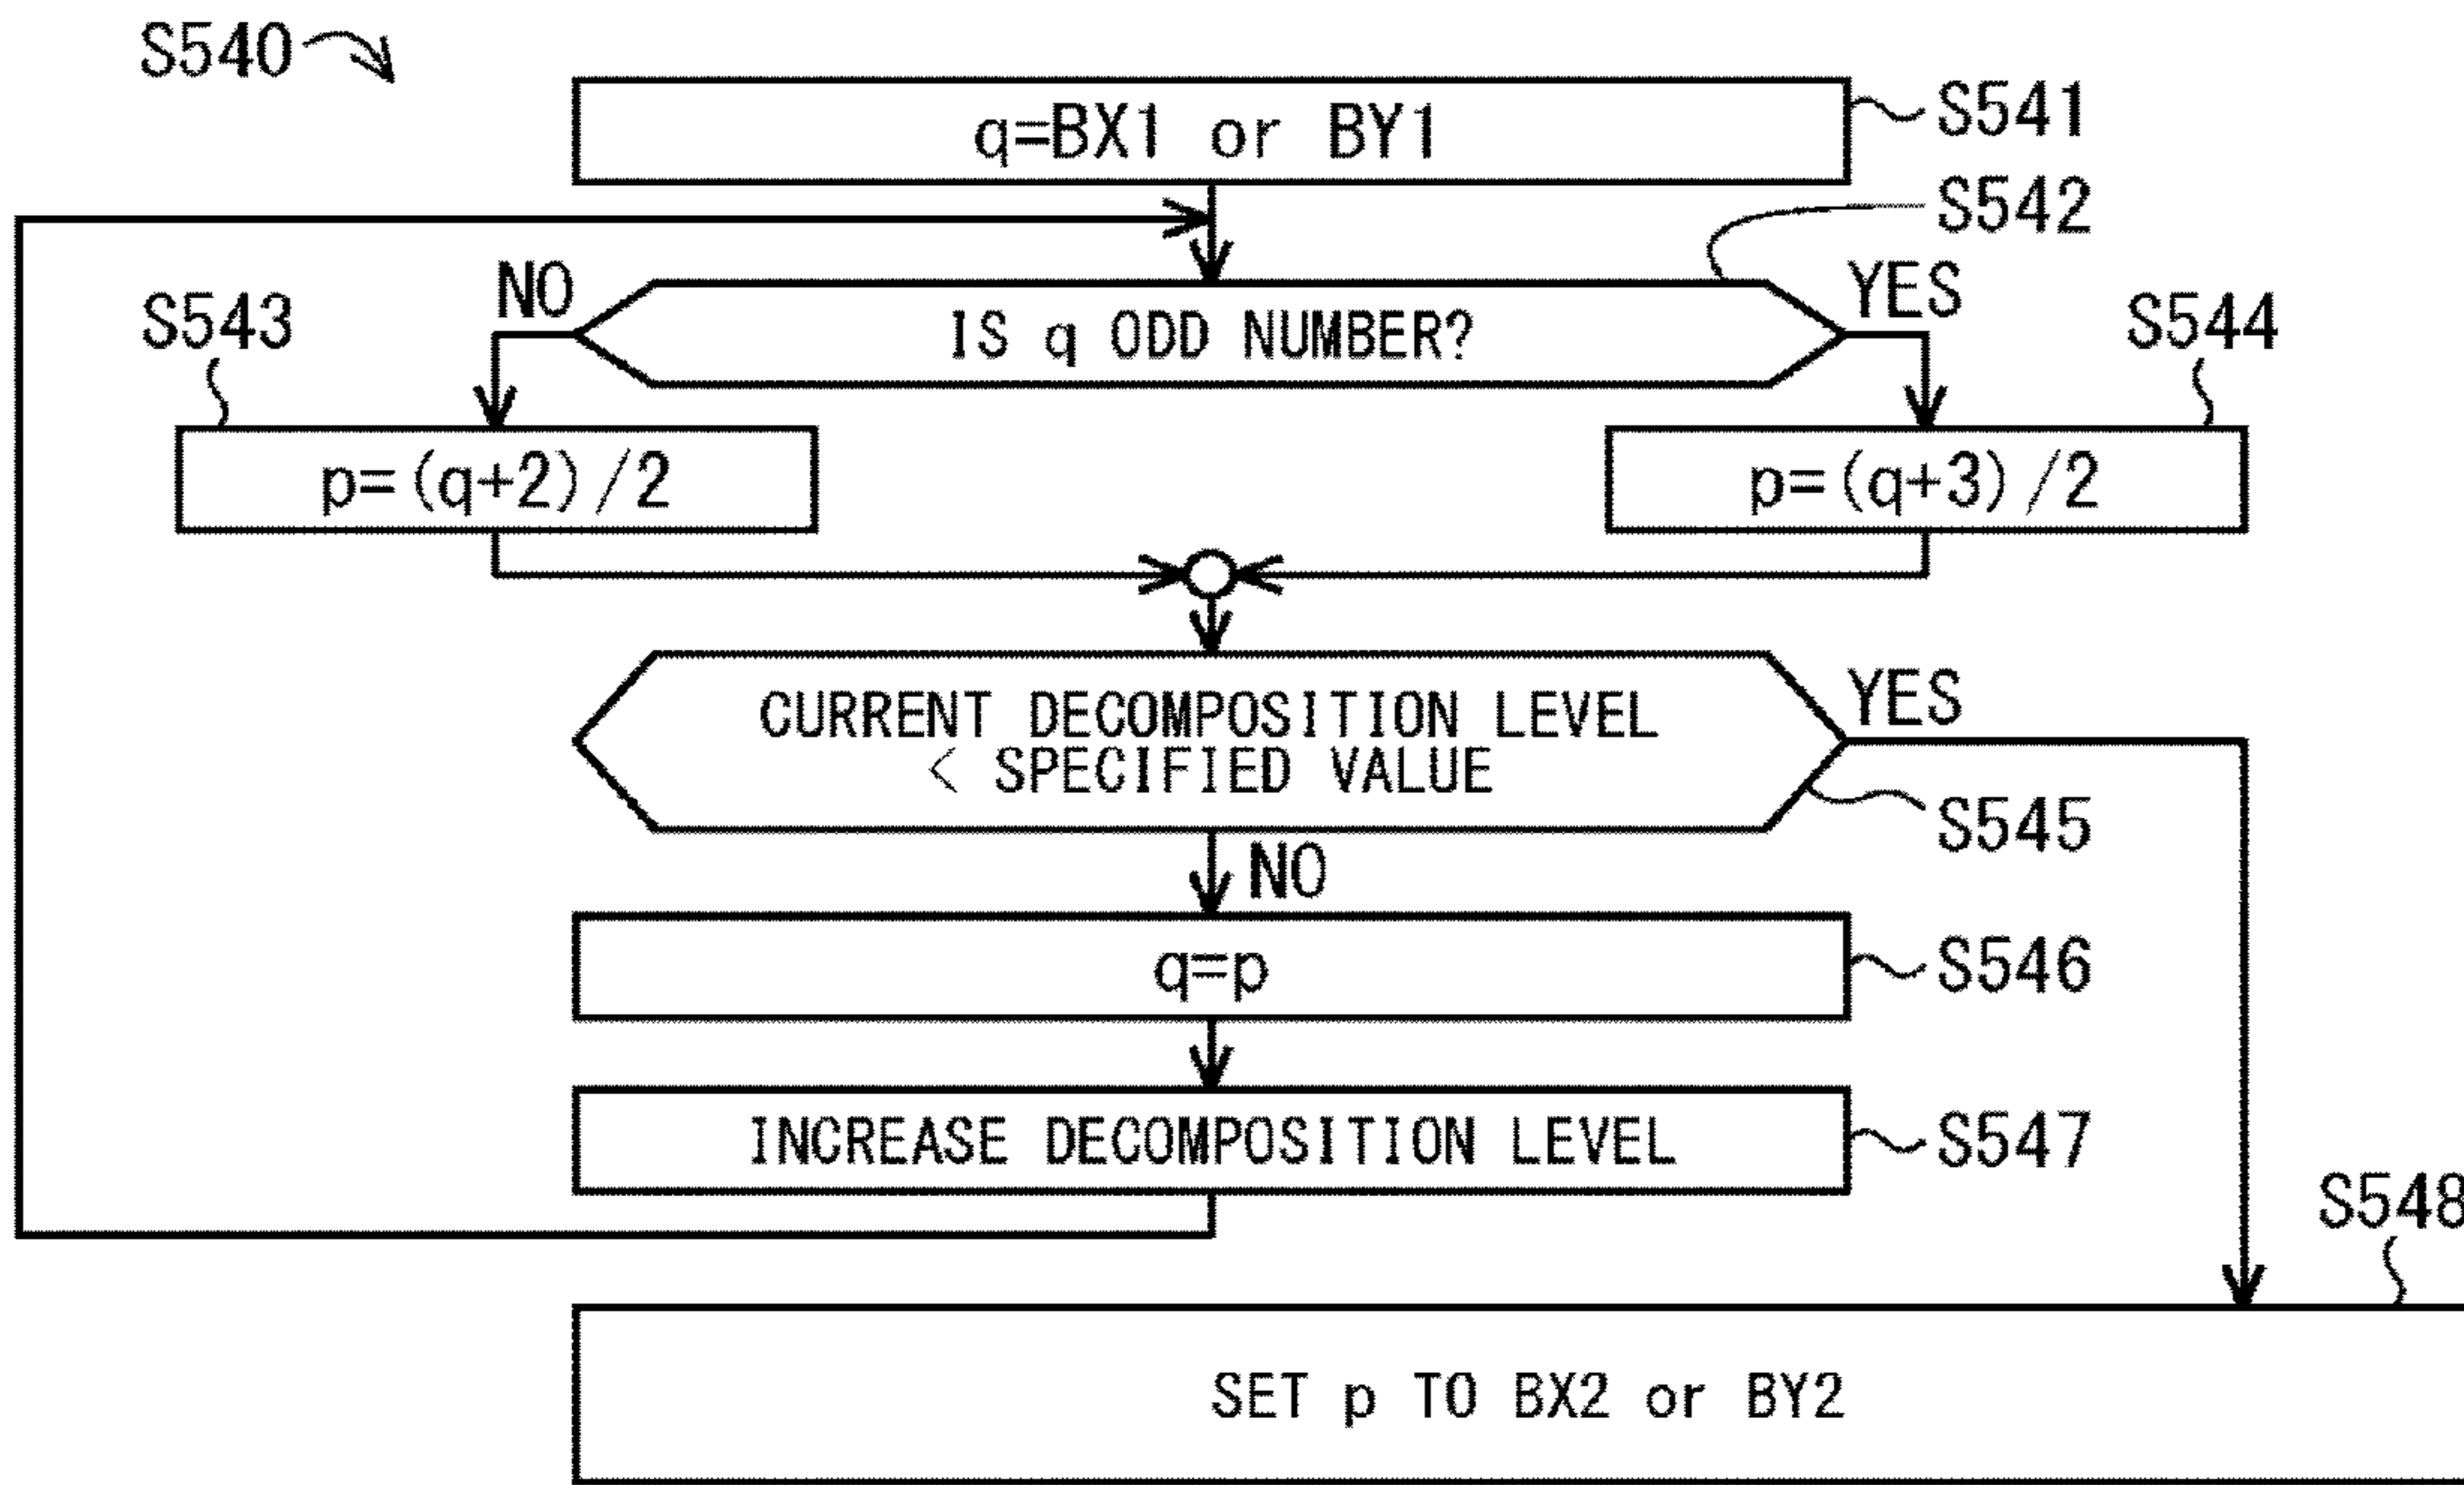 S540
q=BX1 or BY1
S541
S542
NO
YES
S543
IS q ODD NUMBER?
S544
p=(q+2)/2
p=(q+3)/2
CURRENT DECOMPOSITION LEVEL
< SPECIFIED VALUE
YES
S545
NO
q=p
S546
INCREASE DECOMPOSITION LEVEL
S547
S548
SET p TO BX2 or BY2